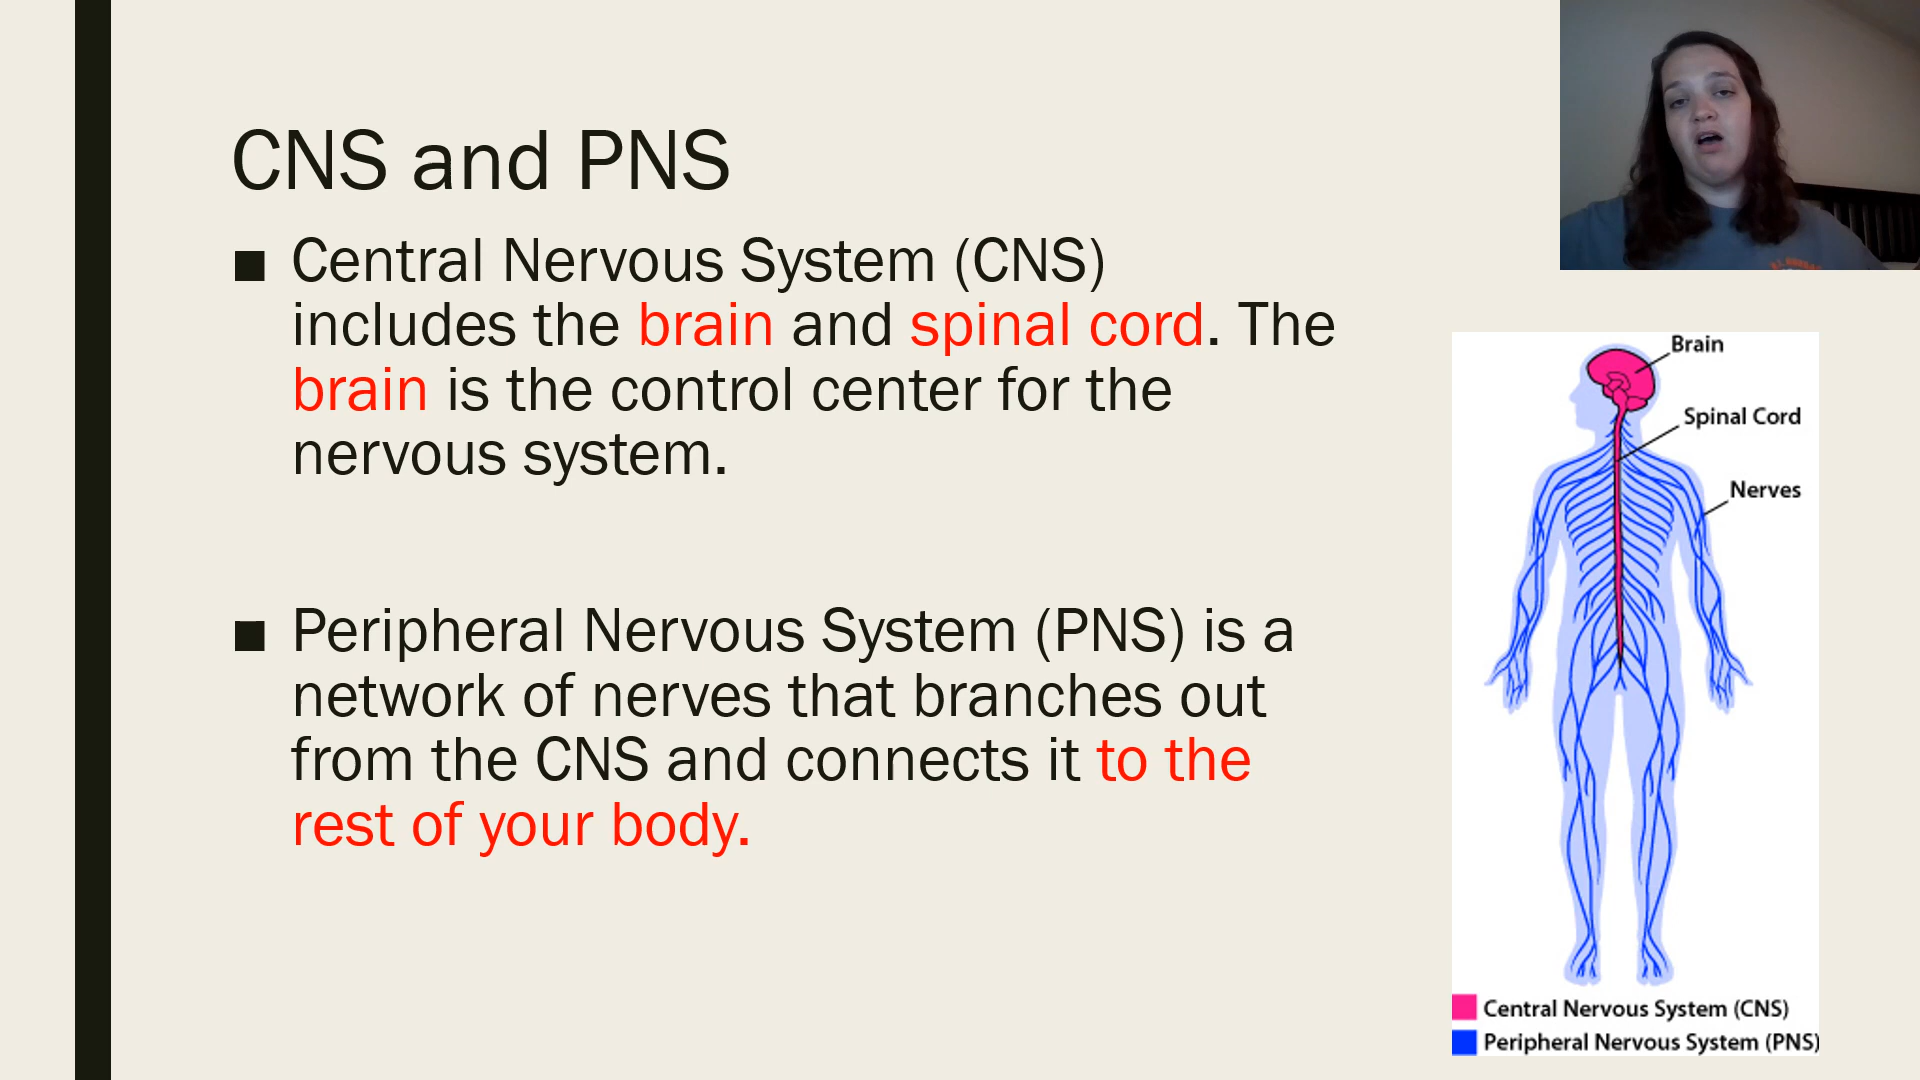 CNS and PNS
■ Central Nervous System (CNS)
includes the brain and spinal cord. The
brain is the control center for the
nervous system.
■ Peripheral Nervous System (PNS) is a
network of nerves that branches out
from the CNS and connects it to the
rest of your body.
Brain
Spinal Cord
Nerves
Central Nervous System (CNS)
Peripheral Nervous System (PNS)